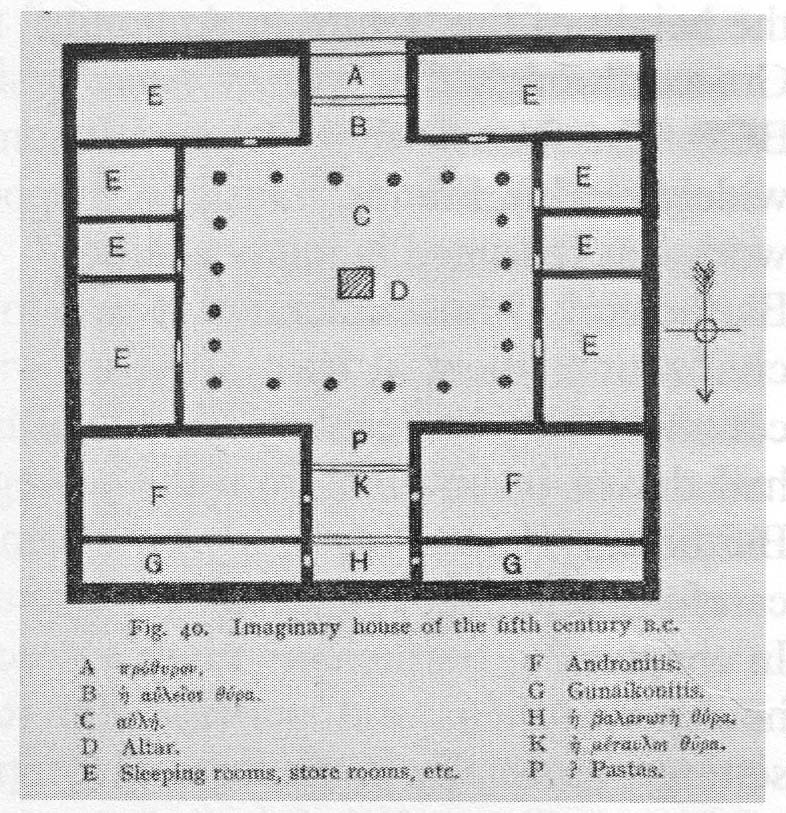 A
E E
B
E E
C
E E
D
E E
P
K
F F
G H G
Fig. 40. Imaginary house of the fifth century B.C.
A πρόθυρον.
B ἡ αὔλειος θύρα.
C αὐλή.
D Altar.
E Sleeping rooms, store rooms, etc.
F Andronitis.
G Gunaikonitis.
H ἡ βαλανωτὴ θύρα.
K ἡ μέταυλος θύρα.
P ? Pastas.